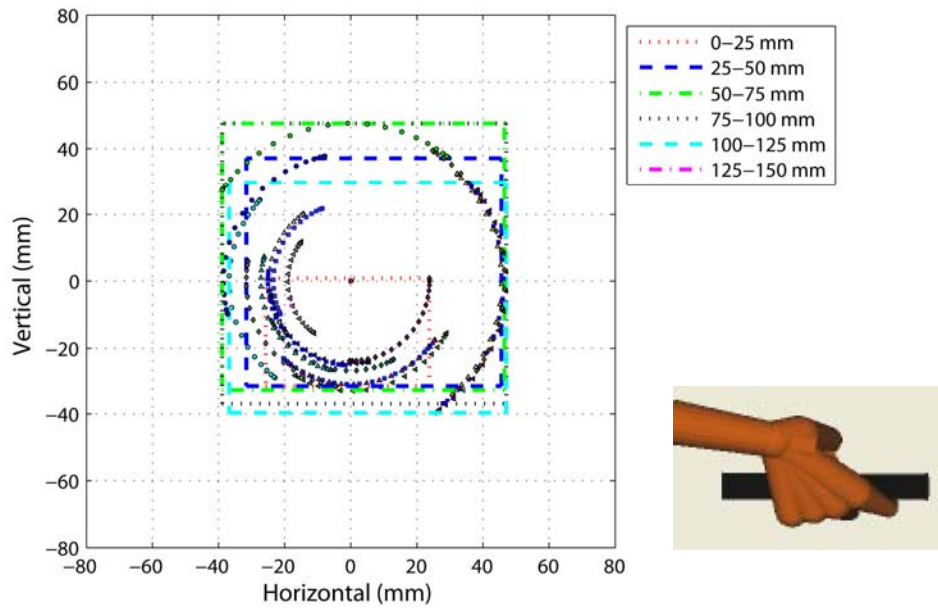 80
60
40
20
0
−20
−40
−60
−80
−80 −60 −40 −20 0 20 40 60 80
Vertical (mm)
Horizontal (mm)
0−25 mm
25−50 mm
50−75 mm
75−100 mm
100−125 mm
125−150 mm